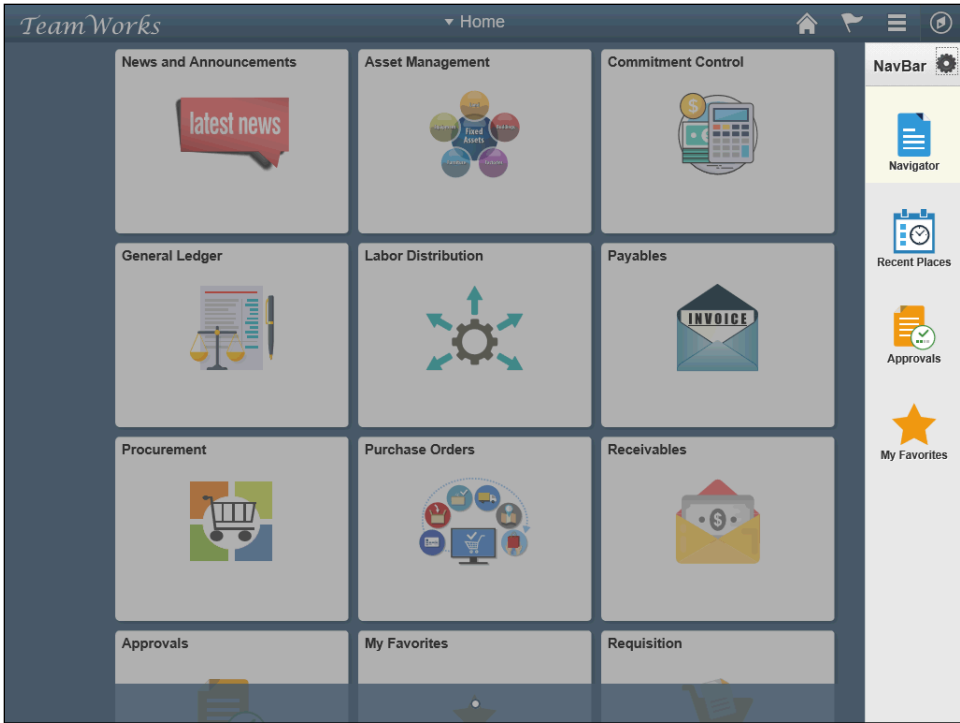 TeamWorks
Home
News and Announcements
Asset Management
Commitment Control
NavBar
latest news
Fixed
Assets
Navigator
Recent Places
General Ledger
Labor Distribution
Payables
INVOICE
Approvals
My Favorites
Procurement
Purchase Orders
Receivables
Approvals
My Favorites
Requisition